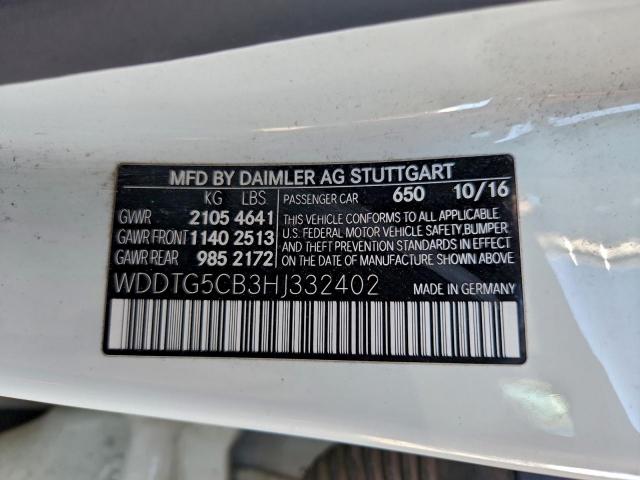 MFD BY DAIMLER AG STUTTGART
KG LBS PASSENGER CAR 650 10/16
GVWR 2105 4641 THIS VEHICLE CONFORMS TO ALL APPLICABLE
GAWR FRONT 1140 2513 U.S. FEDERAL MOTOR VEHICLE SAFETY,BUMPER
GAWR REAR 985 2172 AND THEFT PREVENTION STANDARDS IN
EFFECT ON THE DATE OF MANUFACTURE SHOWN ABOVE
WDDTG5CB3HJ332402 MADE IN GERMANY